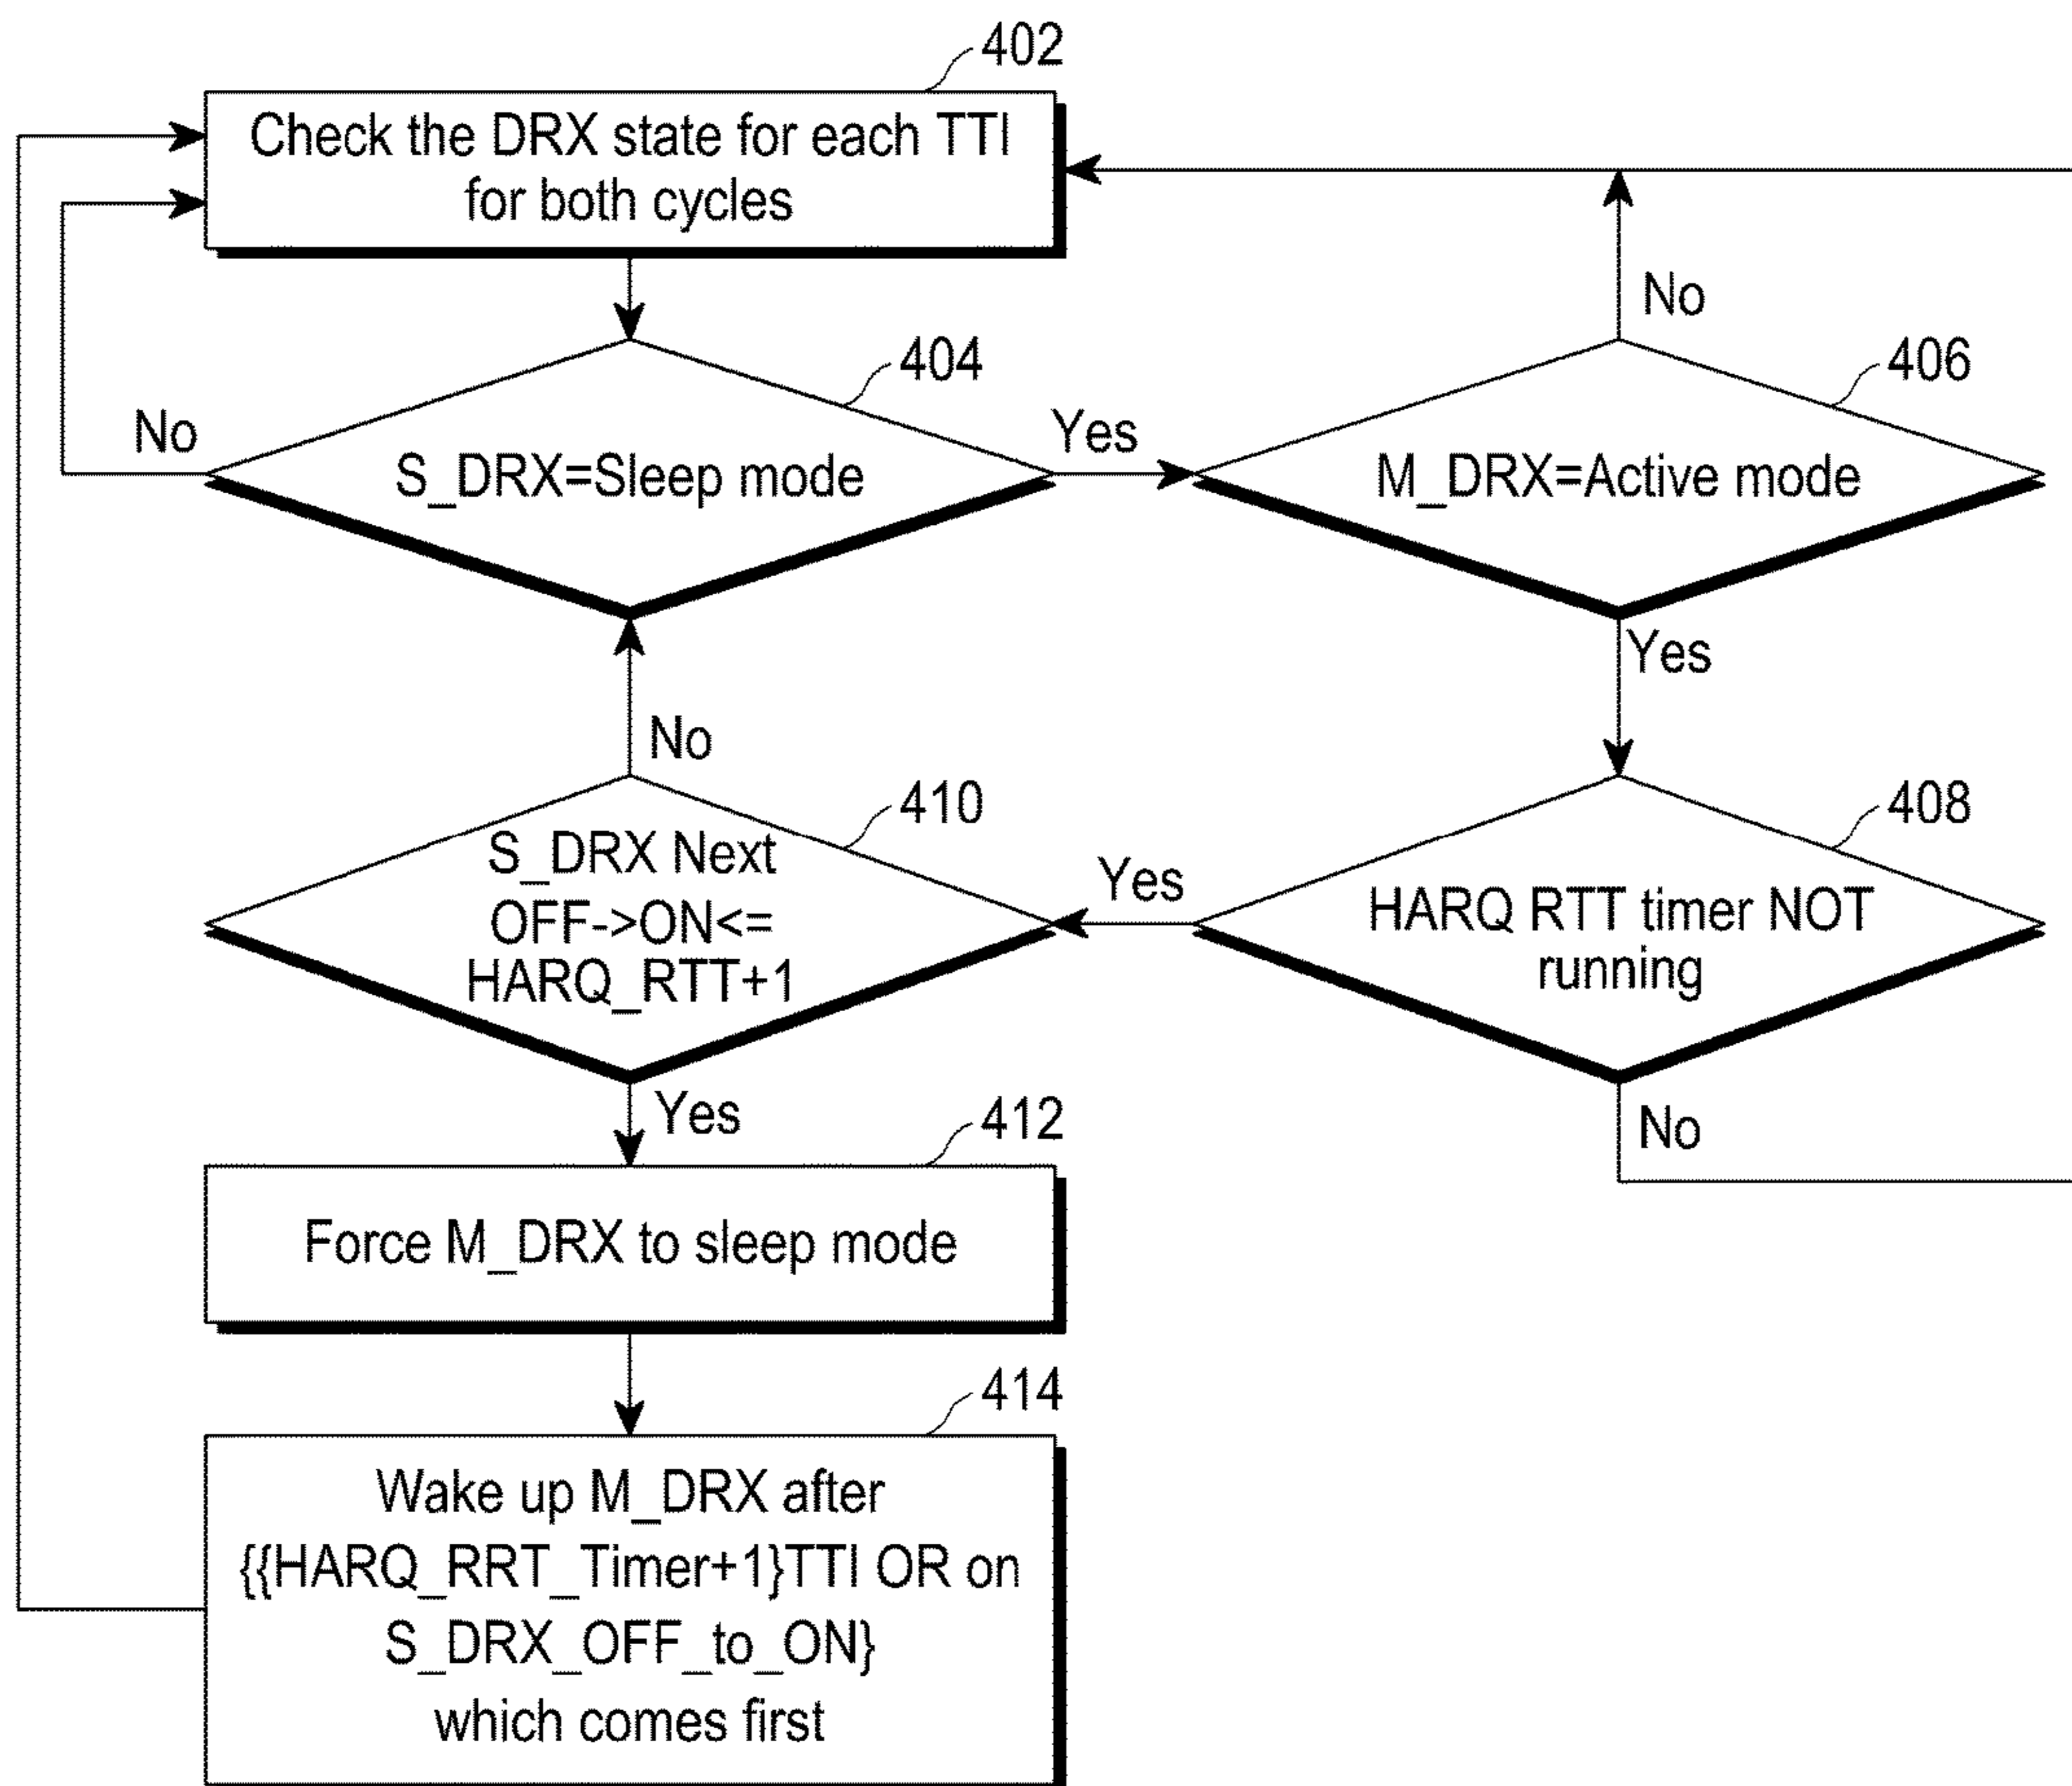 402
Check the DRX state for each TTI
for both cycles
404
No
S_DRX=Sleep mode
Yes
406
No
M_DRX=Active mode
Yes
408
HARQ RTT timer NOT
running
Yes
No
410
No
S_DRX Next
OFF->ON<=
HARQ_RTT+1
Yes
412
Force M_DRX to sleep mode
414
Wake up M_DRX after
{{HARQ_RRT_Timer+1}TTI OR on
S_DRX_OFF_to_ON}
which comes first